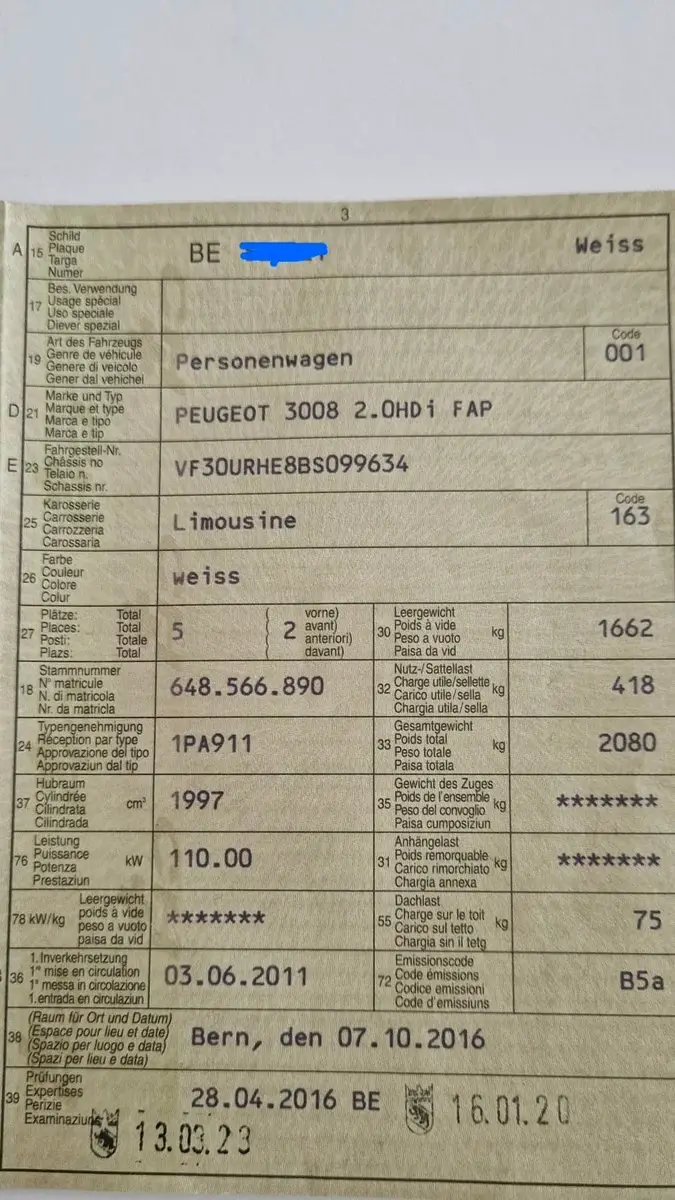 3
A 15 Schild BE Weiss
Plaque
Targa
Numer
17 Bes. Verwendung
Usage spécial
Uso speciale
Diever spezial
19 Art des Fahrzeugs Personenwagen Code 001
Genre de véhicule
Genere di veicolo
Gener dal vehichel
D 21 Marke und Typ PEUGEOT 3008 2.0HDi FAP
Marque et type
Marca e tipo
Marca e tip
E 23 Fahrgestell-Nr. VF30URHE8BS099634
Châssis no
Telaio n.
Schassis nr.
25 Karosserie Limousine Code 163
Carrosserie
Carrozzeria
Carossaria
26 Farbe weiss
Couleur
Colore
Colur
27 Plätze: Total 5 ( 2 vorne)
Places: Total ( avant)
Posti: Totale ( anteriori)
Plazs: Total ( davant)
30 Leergewicht kg 1662
Poids à vide
Peso a vuoto
Paisa da vid
18 Stammnummer 648.566.890
N° matricule
N. di matricola
Nr. da matricla
32 Nutz-/Sattellast kg 418
Charge utile/sellette
Carico utile/sella
Chargia utila/sella
24 Typengenehmigung 1PA911
Réception par type
Approvazione del tipo
Approvaziun dal tip
33 Gesamtgewicht kg 2080
Poids total
Peso totale
Paisa totala
37 Hubraum cm³ 1997
Cylindrée
Cilindrata
Cilindrada
35 Gewicht des Zuges kg *******
Poids de l'ensemble
Peso del convoglio
Paisa cumposiziun
76 Leistung kW 110.00
Puissance
Potenza
Prestaziun
31 Anhängelast kg *******
Poids remorquable
Carico rimorchiato
Chargia annexa
78 kW/kg Leergewicht *******
poids à vide
peso a vuoto
paisa da vid
55 Dachlast kg 75
Charge sur le toit
Carico sul tetto
Chargia sin il tetg
36 1. Inverkehrsetzung 03.06.2011
1re mise en circulation
1a messa in circolazione
1. entrada en circulaziun
72 Emissionscode B5a
Code émissions
Codice emissioni
Code d'emissiuns
38 (Raum für Ort und Datum) Bern, den 07.10.2016
(Espace pour lieu et date)
(Spazio per luogo e data)
(Spazi per lieu e data)
39 Prüfungen 28.04.2016 BE 16.01.20
Expertises
Perizie
Examinaziuns 13.03.23